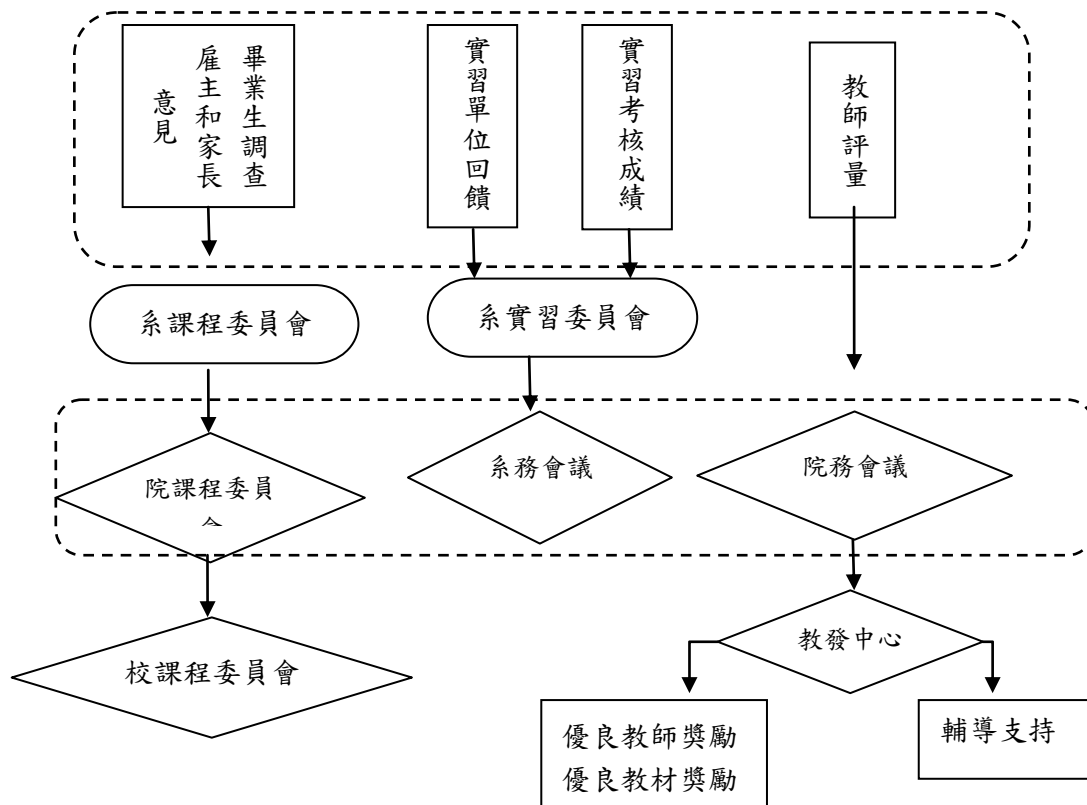 畢業生調查
雇主和家長
意見
實習單位回饋
實習考核成績
教師評量
系課程委員會
系實習委員會
院課程委員
系務會議
院務會議
校課程委員會
教發中心
優良教師獎勵
優良教材獎勵
輔導支持